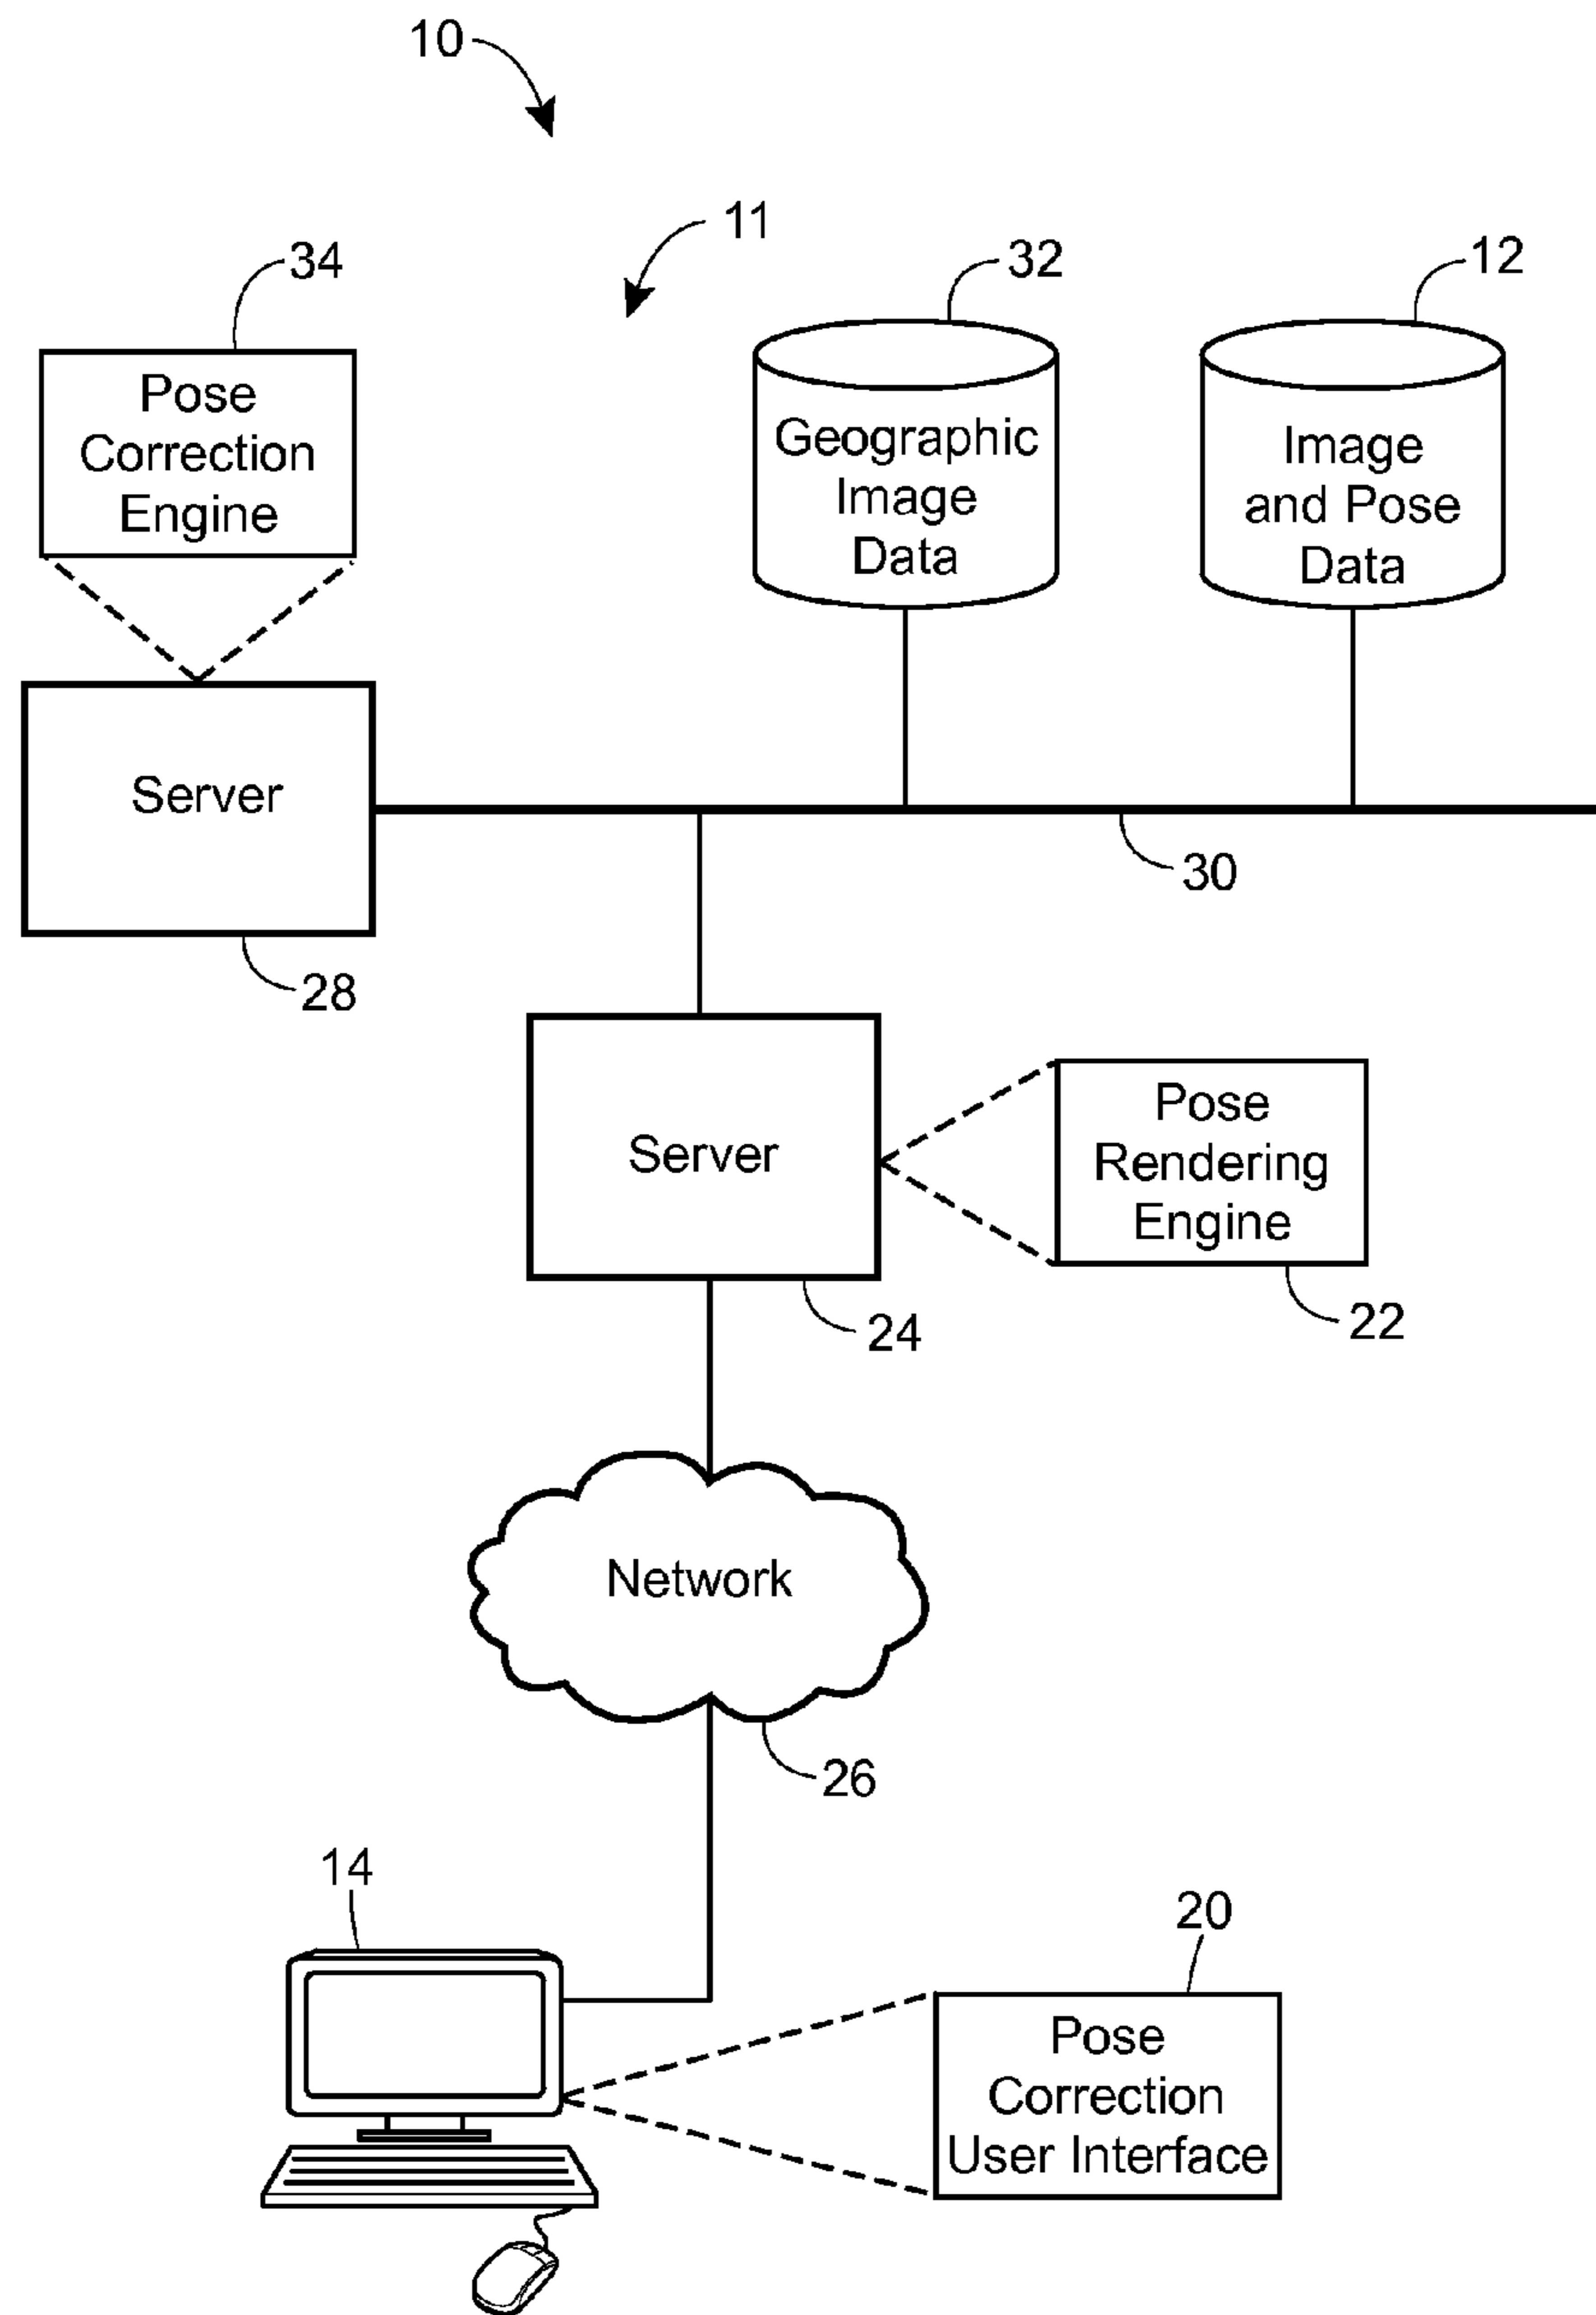 10
11
34
32
12
Pose
Correction
Engine
Geographic
Image
Data
Image
and Pose
Data
Server
30
28
Server
Pose
Rendering
Engine
24
22
Network
26
14
20
Pose
Correction
User Interface